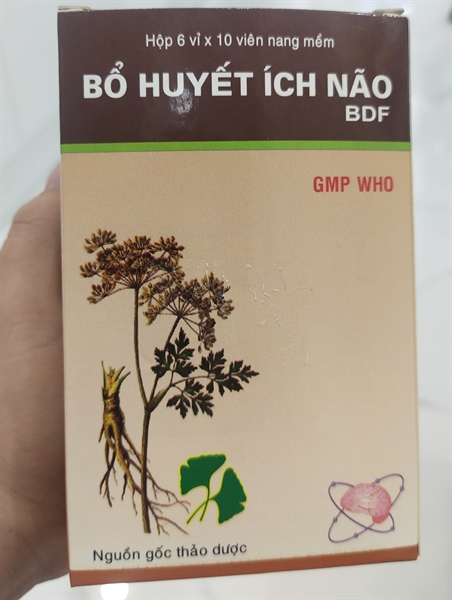 Hộp 6 vỉ x 10 viên nang mềm
BỔ HUYẾT ÍCH NÃO
BDF
GMP WHO
Nguồn gốc thảo dược